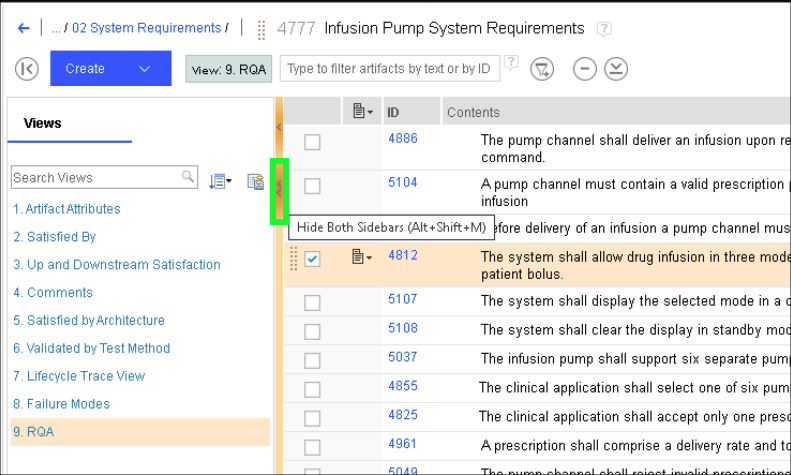 ... / 02 System Requirements / 4777 Infusion Pump System Requirements ?
Create View: 9. RQA Type to filter artifacts by text or by ID ?
Views
Search Views
1. Artifact Attributes
2. Satisfied By
3. Up and Downstream Satisfaction
4. Comments
5. Satisfied by Architecture
6. Validated by Test Method
7. Lifecycle Trace View
8. Failure Modes
9. RQA
ID Contents
4886 The pump channel shall deliver an infusion upon re
command.
5104 A pump channel must contain a valid prescription
infusion
Hide Both Sidebars (Alt+Shift+M) efore delivery of an infusion a pump channel mus
4812 The system shall allow drug infusion in three mode
patient bolus.
5107 The system shall display the selected mode in a
5108 The system shall clear the display in standby mod
5037 The infusion pump shall support six separate pump
4855 The clinical application shall select one of six pum
4825 The clinical application shall accept only one presc
4961 A prescription shall comprise a delivery rate and to
5049 The pump channel shall reject invalid prescriptions